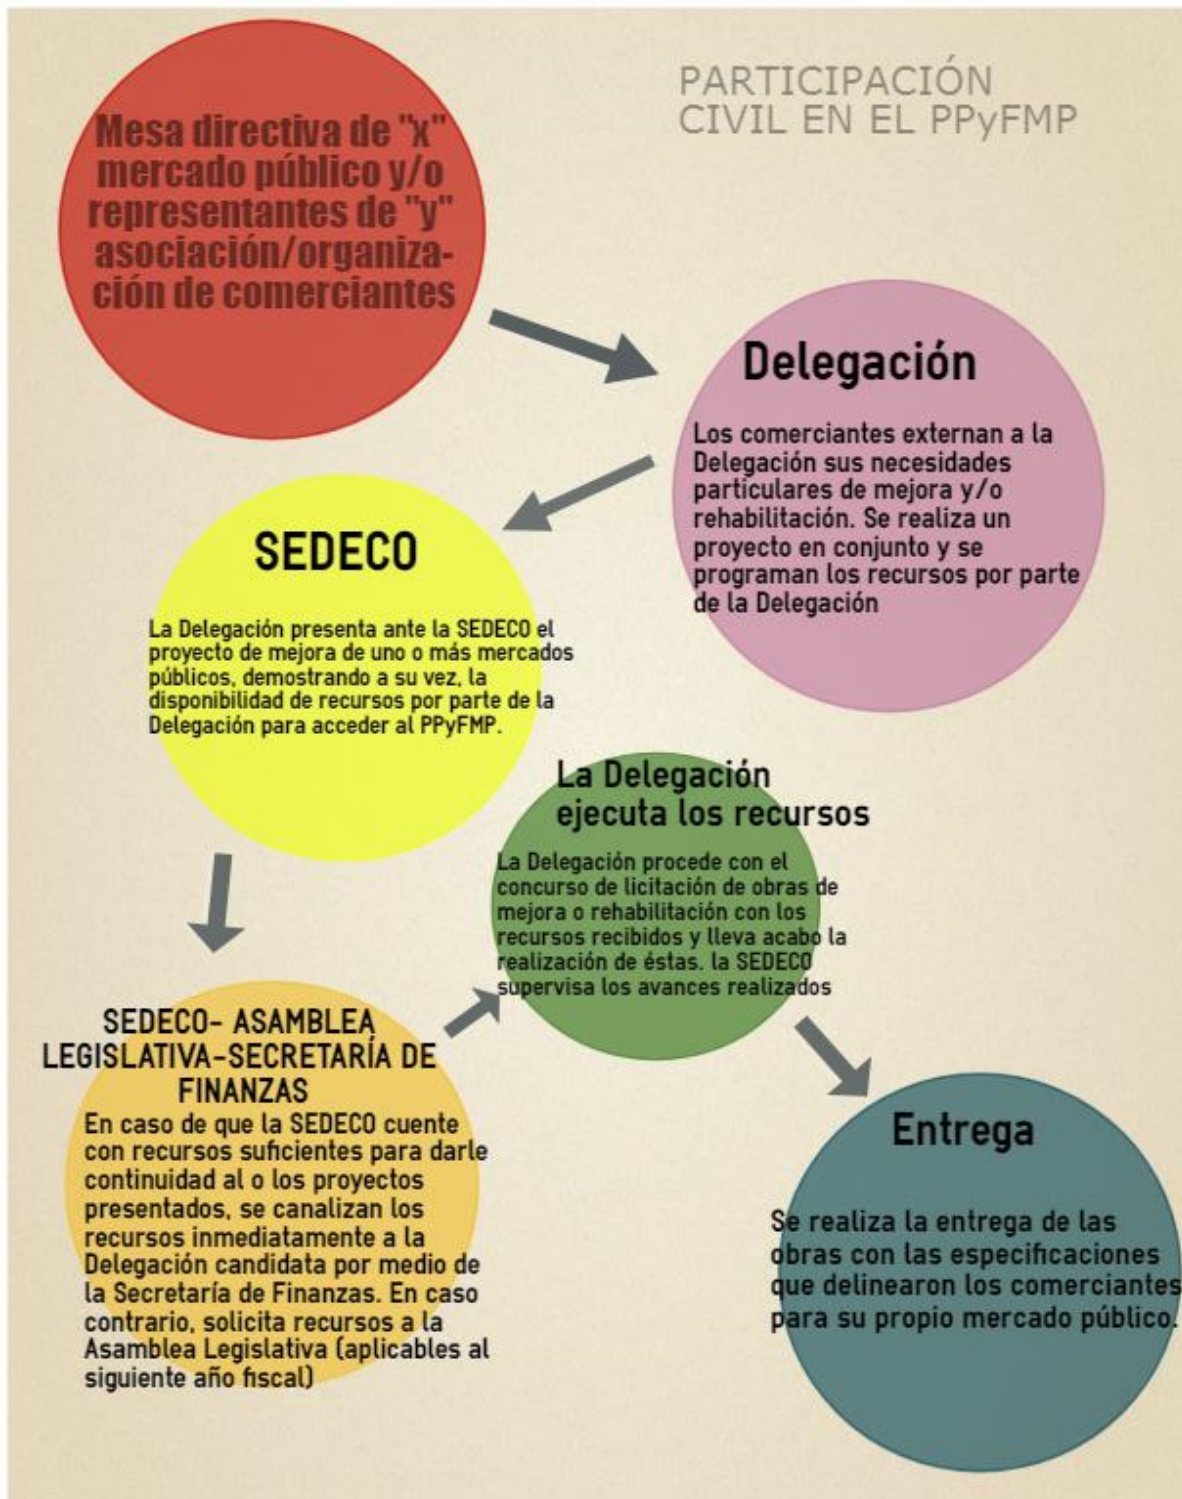 PARTICIPACIÓN
CIVIL EN EL PPyFMP
Mesa directiva de "x"
mercado público y/o
representantes de "y"
asociación/organiza-
ción de comerciantes
Delegación
Los comerciantes externan a la
Delegación sus necesidades
particulares de mejora y/o
rehabilitación. Se realiza un
proyecto en conjunto y se
programan los recursos por parte
de la Delegación
SEDECO
La Delegación presenta ante la SEDECO el
proyecto de mejora de uno o más mercados
públicos, demostrando a su vez, la
disponibilidad de recursos por parte de la
Delegación para acceder al PPyFMP.
SEDECO- ASAMBLEA
LEGISLATIVA-SECRETARÍA DE
FINANZAS
En caso de que la SEDECO cuente
con recursos suficientes para darle
continuidad al o los proyectos
presentados, se canalizan los
recursos inmediatamente a la
Delegación candidata por medio de
la Secretaría de Finanzas. En caso
contrario, solicita recursos a la
Asamblea Legislativa (aplicables al
siguiente año fiscal)
La Delegación
ejecuta los recursos
La Delegación procede con el
concurso de licitación de obras de
mejora o rehabilitación con los
recursos recibidos y lleva acabo la
realización de éstas. la SEDECO
supervisa los avances realizados
Entrega
Se realiza la entrega de las
obras con las especificaciones
que delinearon los comerciantes
para su propio mercado público.